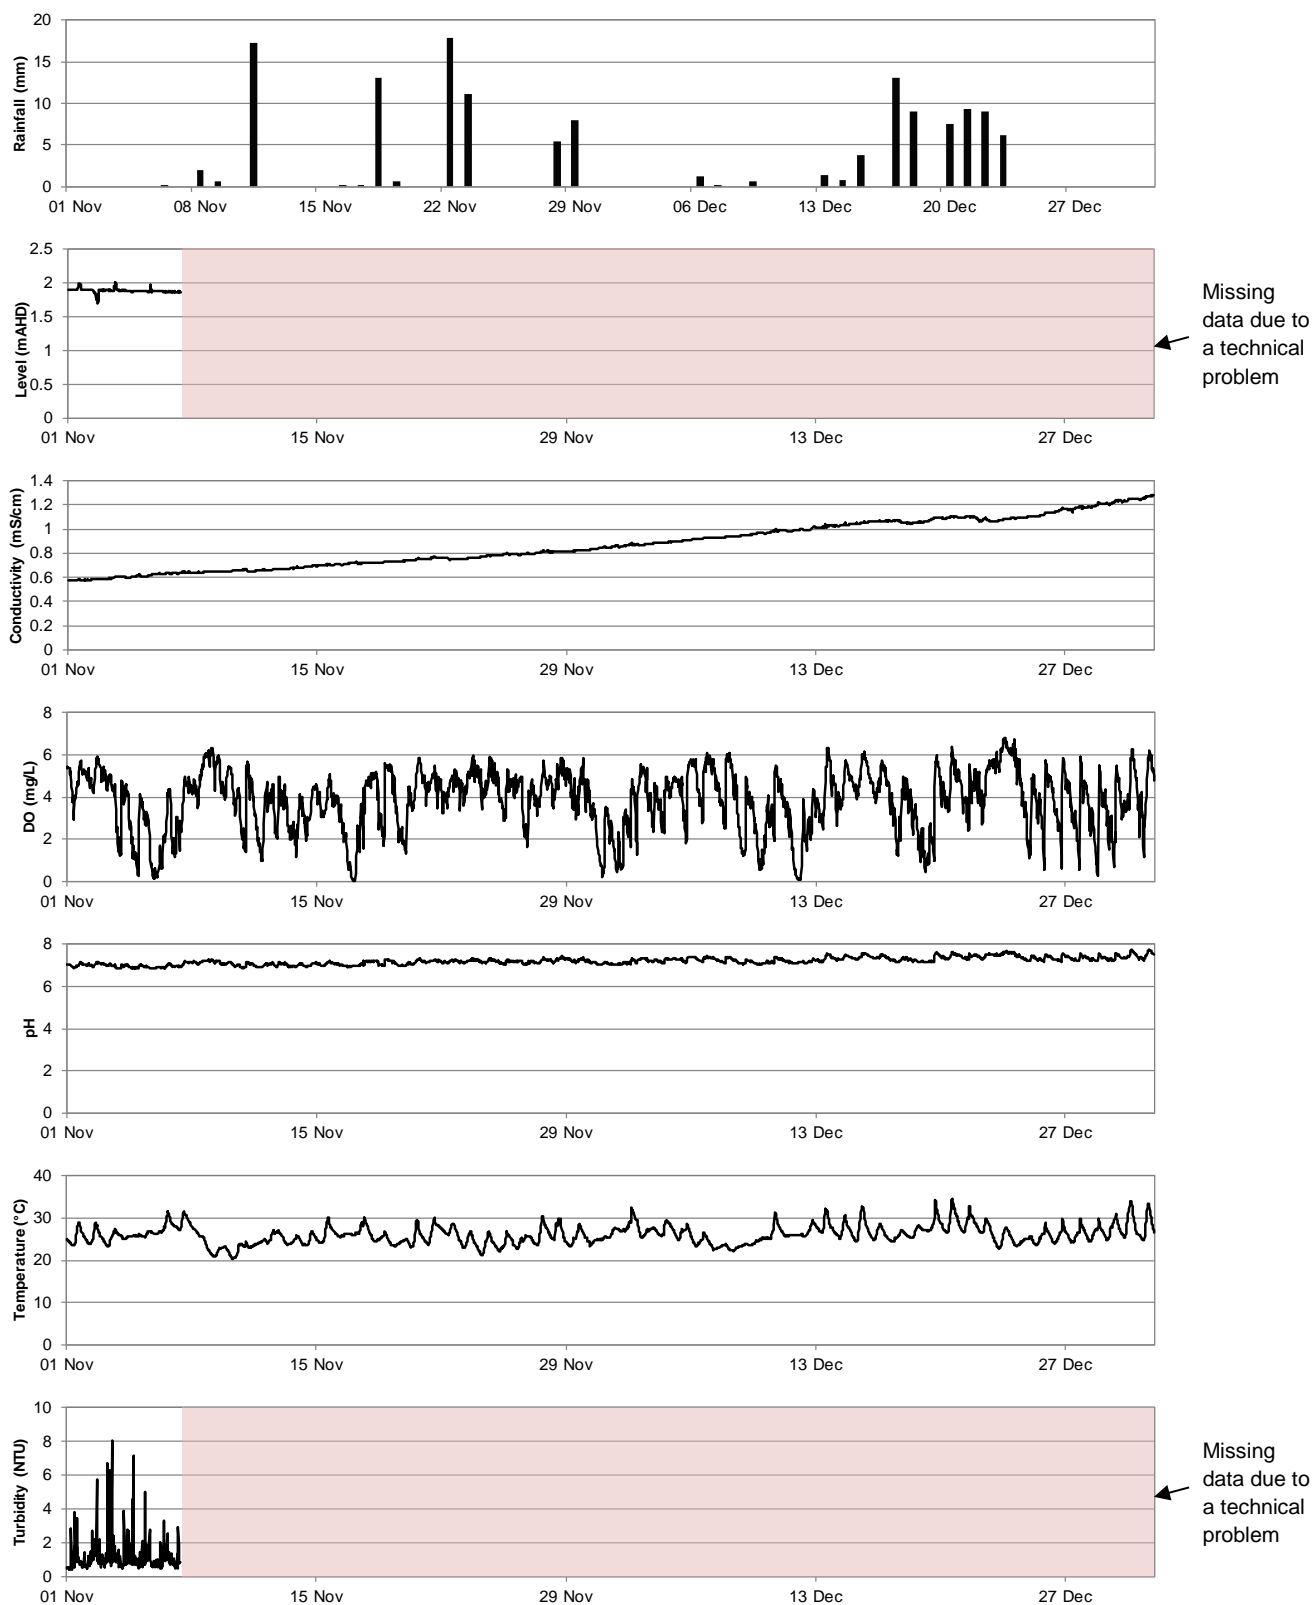 Rainfall (mm)
20
15
10
5
0
01 Nov 08 Nov 15 Nov 22 Nov 29 Nov 06 Dec 13 Dec 20 Dec 27 Dec
Level (mAHD)
2.5
2
1.5
1
0.5
0
01 Nov 15 Nov 29 Nov 13 Dec 27 Dec
Missing
data due to
a technical
problem
Conductivity (mS/cm)
1.4
1.2
1
0.8
0.6
0.4
0.2
0
01 Nov 15 Nov 29 Nov 13 Dec 27 Dec
DO (mg/L)
8
6
4
2
0
01 Nov 15 Nov 29 Nov 13 Dec 27 Dec
pH
8
6
4
2
0
01 Nov 15 Nov 29 Nov 13 Dec 27 Dec
Temperature (°C)
40
30
20
10
0
01 Nov 15 Nov 29 Nov 13 Dec 27 Dec
Turbidity (NTU)
10
8
6
4
2
0
01 Nov 15 Nov 29 Nov 13 Dec 27 Dec
Missing
data due to
a technical
problem